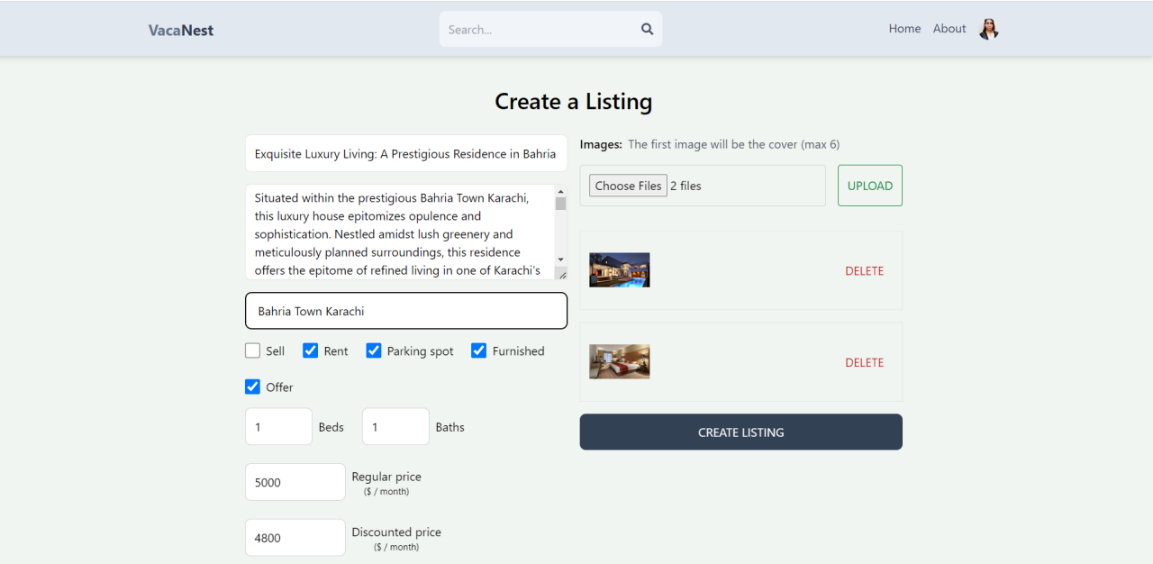 VacaNest
Search...
Home About
Create a Listing
Exquisite Luxury Living: A Prestigious Residence in Bahria
Situated within the prestigious Bahria Town Karachi,
this luxury house epitomizes opulence and
sophistication. Nestled amidst lush greenery and
meticulously planned surroundings, this residence
offers the epitome of refined living in one of Karachi's
Bahria Town Karachi
Sell Rent Parking spot Furnished
Offer
1 Beds 1 Baths
5000 Regular price
($ / month)
4800 Discounted price
($ / month)
Images: The first image will be the cover (max 6)
Choose Files 2 files UPLOAD
DELETE
DELETE
CREATE LISTING